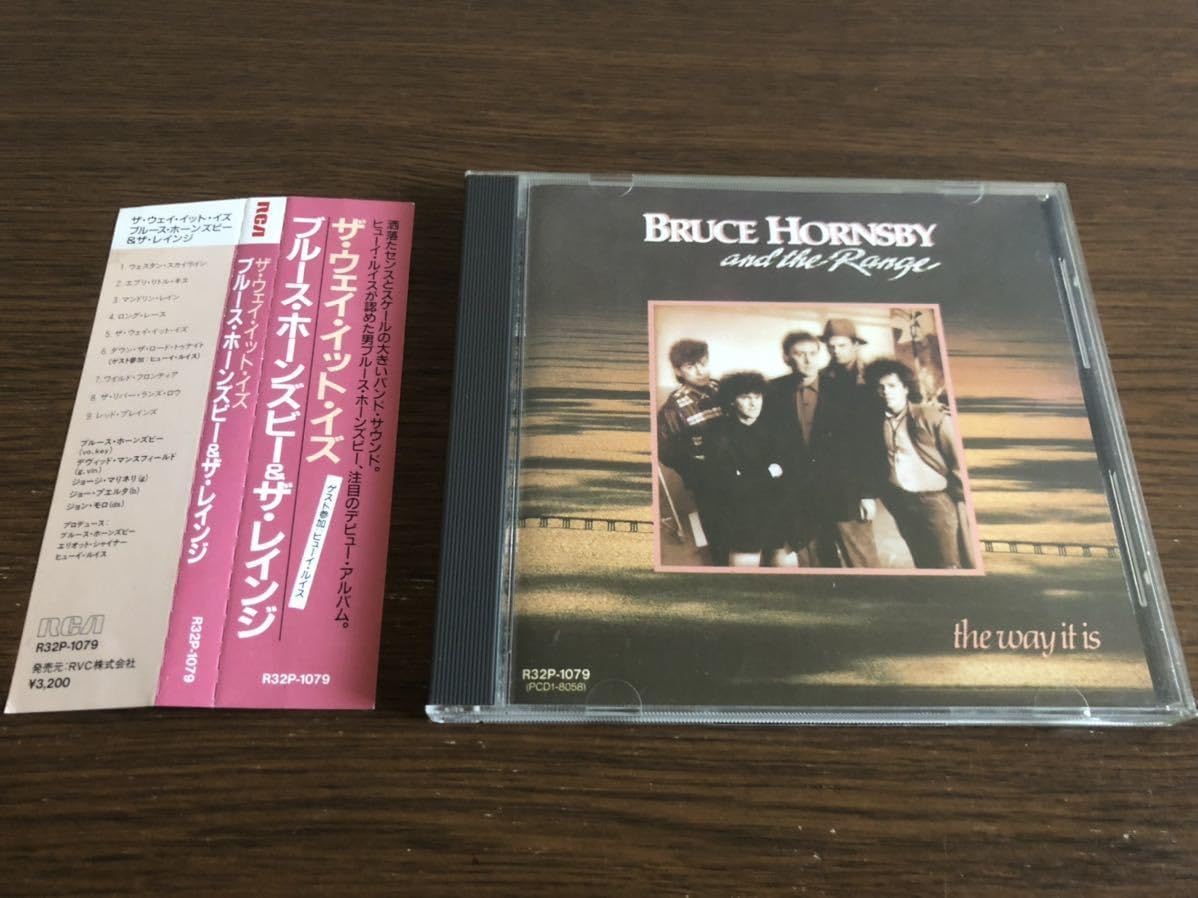 ザ・ウェイ・イット・イズ
ブルース・ホーンズビー
&ザ・レインジ
1. ウェスタン・スカイライン
2. エブリ・リトル・キス
3. マンドリン・レイン
4. ロング・レース
5. ザ・ウェイ・イット・イズ
6. ダウン・ザ・ロード・トゥナイト
(ゲスト参加：ヒューイ・ルイス)
7. ワイルド・フロンティア
8. ザ・リバー・ランズ・ロウ
9. レッド・プレインズ
ブルース・ホーンズビー
(vo.key)
デヴィッド・マンスフィールド
(g.vln)
ジョージ・マリネリ(g)
ジョー・プエルタ(b)
ジョン・モロ(ds)
プロデュース：
ブルース・ホーンズビー
エリオット・シャイナー
ヒューイ・ルイス
RCA
R32P-1079
発売元：RVC株式会社
¥3,200
RCA
ザ・ウェイ・イット・イズ
ブルース・ホーンズビー&ザ・レインジ
R32P-1079
洒落たセンスとスケールの大きいバンド・サウンド。
ヒューイ・ルイスが認めた男ブルース・ホーンズビー、注目のデビュー・アルバム。
ザ・ウェイ・イット・イズ
ゲスト参加：ヒューイ・ルイス
ブルース・ホーンズビー&ザ・レインジ
R32P-1079
BRUCE HORNSBY
and the Range
the way it is
R32P-1079
(PCD1-8058)